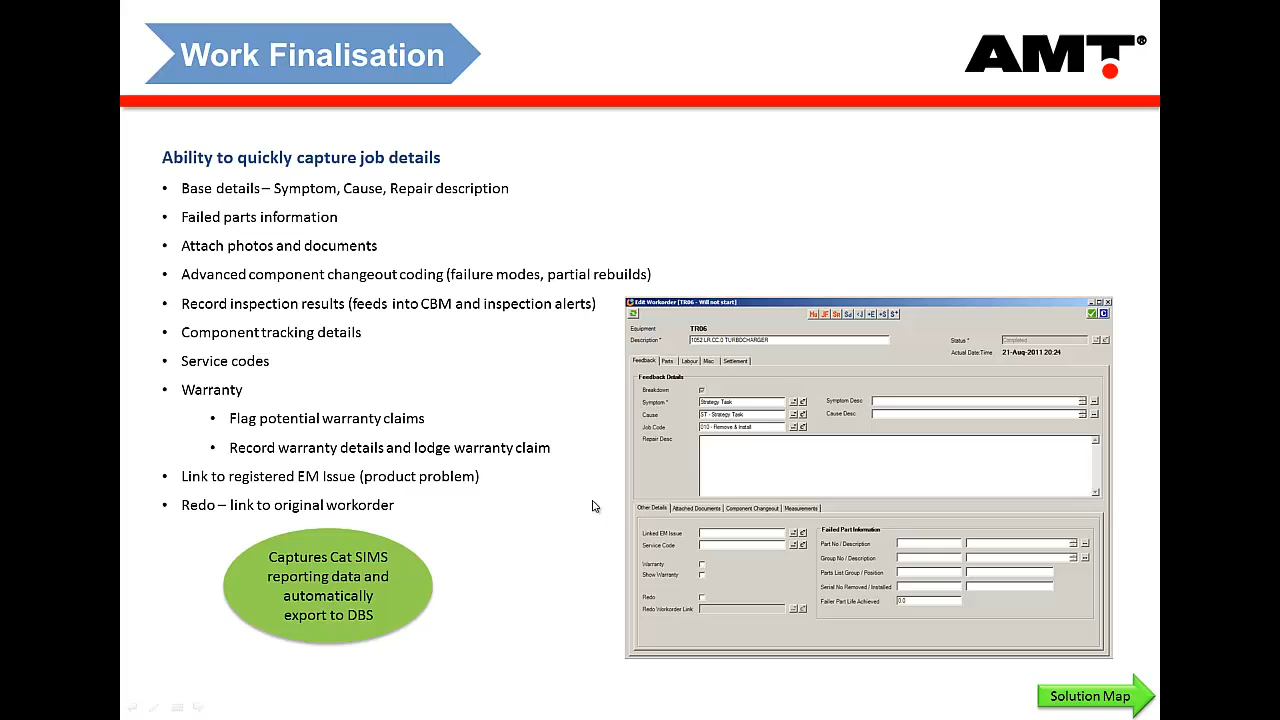 Work Finalisation
AMT®
Ability to quickly capture job details
• Base details – Symptom, Cause, Repair description
• Failed parts information
• Attach photos and documents
• Advanced component changeout coding (failure modes, partial rebuilds)
• Record inspection results (feeds into CBM and inspection alerts)
• Component tracking details
• Service codes
• Warranty
• Flag potential warranty claims
• Record warranty details and lodge warranty claim
• Link to registered EM Issue (product problem)
• Redo – link to original workorder
Captures Cat SIMS
reporting data and
automatically
export to DBS
Edit Workorder [TR06 - Will not start]
Equipment TR06
Description * 1052.LR.CC.0 TURBOCHARGER
Status * Completed
Actual Date:Time 21-Aug-2011 20:24
Feedback Parts Labour Misc Settlement
Feedback Details
Breakdown
Symptom * Strategy Task Symptom Desc
Cause ST - Strategy Task Cause Desc
Job Code 010 - Remove & Install
Repair Desc
Other Details Attached Documents Component Changeout Measurements
Linked EM Issue
Service Code
Warranty
Show Warranty
Redo
Redo Workorder Link
Failed Part Information
Part No / Description
Group No / Description
Parts List Group / Position
Serial No Removed / Installed
Failer Part Life Achieved 0.0
Solution Map